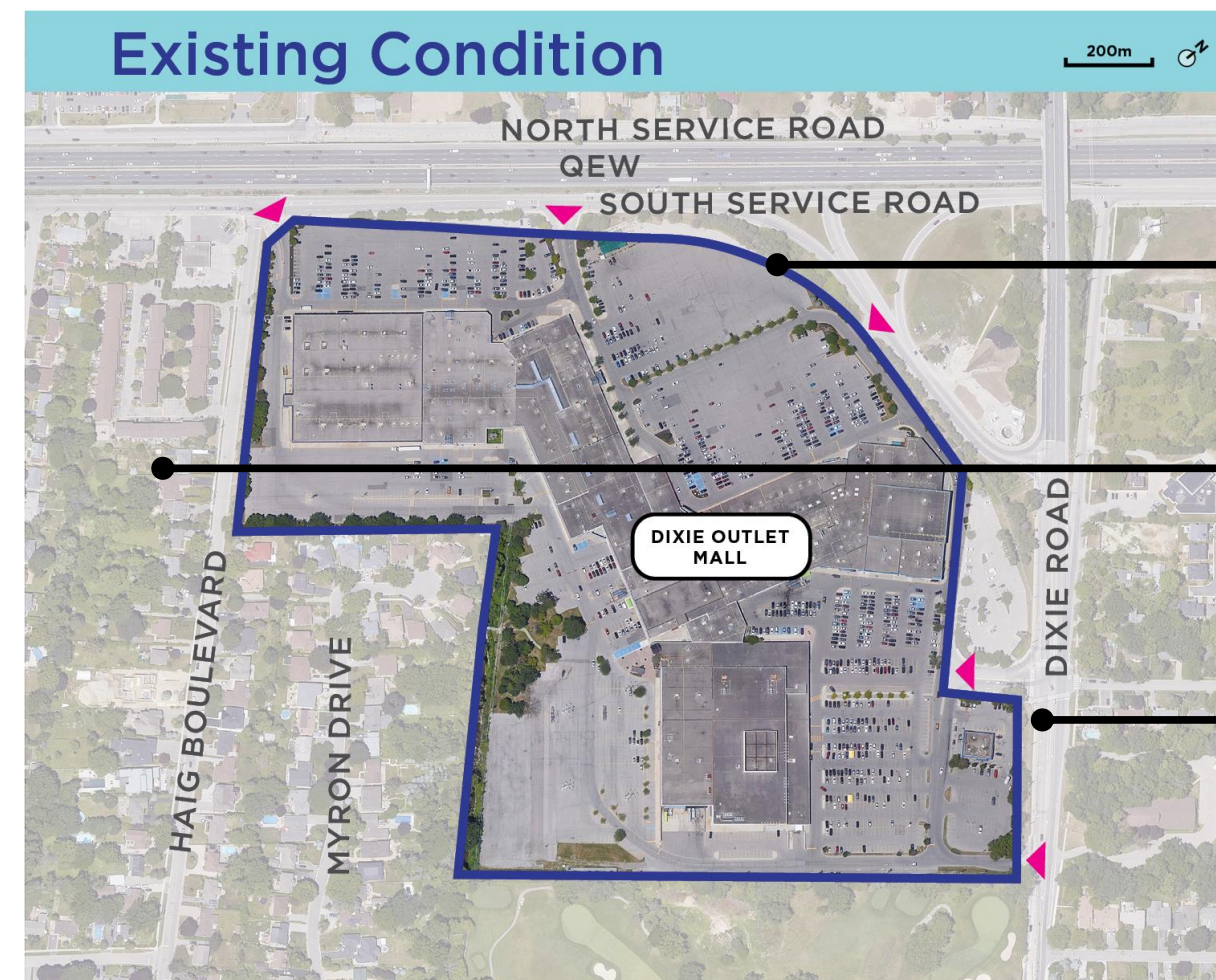 Existing Condition
200m
N
NORTH SERVICE ROAD
QEW
SOUTH SERVICE ROAD
DIXIE OUTLET
MALL
DIXIE ROAD
HAIG BOULEVARD
MYRON DRIVE